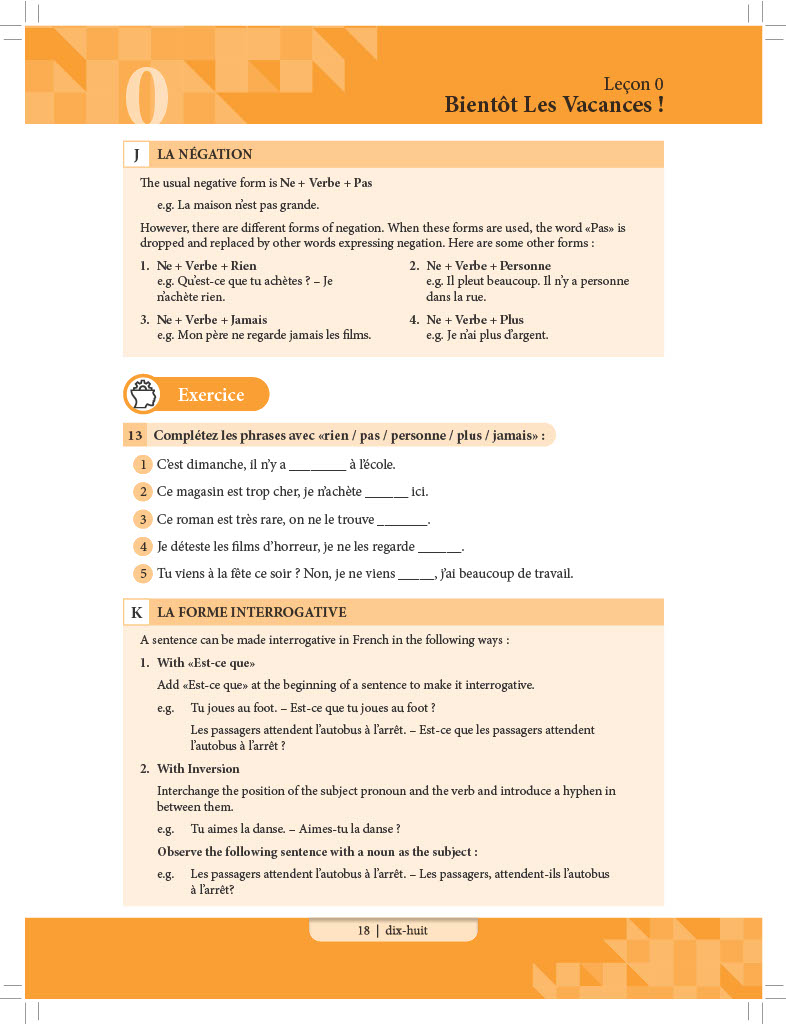 0
Leçon 0
Bientôt Les Vacances !
J LA NÉGATION
The usual negative form is Ne + Verbe + Pas
e.g. La maison n'est pas grande.
However, there are different forms of negation. When these forms are used, the word «Pas» is
dropped and replaced by other words expressing negation. Here are some other forms :
1. Ne + Verbe + Rien
e.g. Qu'est-ce que tu achètes ? – Je
n'achète rien.
2. Ne + Verbe + Personne
e.g. Il pleut beaucoup. Il n'y a personne
dans la rue.
3. Ne + Verbe + Jamais
e.g. Mon père ne regarde jamais les films.
4. Ne + Verbe + Plus
e.g. Je n'ai plus d'argent.
Exercice
13 Complétez les phrases avec «rien / pas / personne / plus / jamais» :
1 C'est dimanche, il n'y a ________ à l'école.
2 Ce magasin est trop cher, je n'achète ______ ici.
3 Ce roman est très rare, on ne le trouve _______.
4 Je déteste les films d'horreur, je ne les regarde ______.
5 Tu viens à la fête ce soir ? Non, je ne viens _____, j'ai beaucoup de travail.
K LA FORME INTERROGATIVE
A sentence can be made interrogative in French in the following ways :
1. With «Est-ce que»
Add «Est-ce que» at the beginning of a sentence to make it interrogative.
e.g. Tu joues au foot. – Est-ce que tu joues au foot ?
Les passagers attendent l'autobus à l'arrêt. – Est-ce que les passagers attendent
l'autobus à l'arrêt ?
2. With Inversion
Interchange the position of the subject pronoun and the verb and introduce a hyphen in
between them.
e.g. Tu aimes la danse. – Aimes-tu la danse ?
Observe the following sentence with a noun as the subject :
e.g. Les passagers attendent l'autobus à l'arrêt. – Les passagers, attendent-ils l'autobus
à l'arrêt?
18 | dix-huit